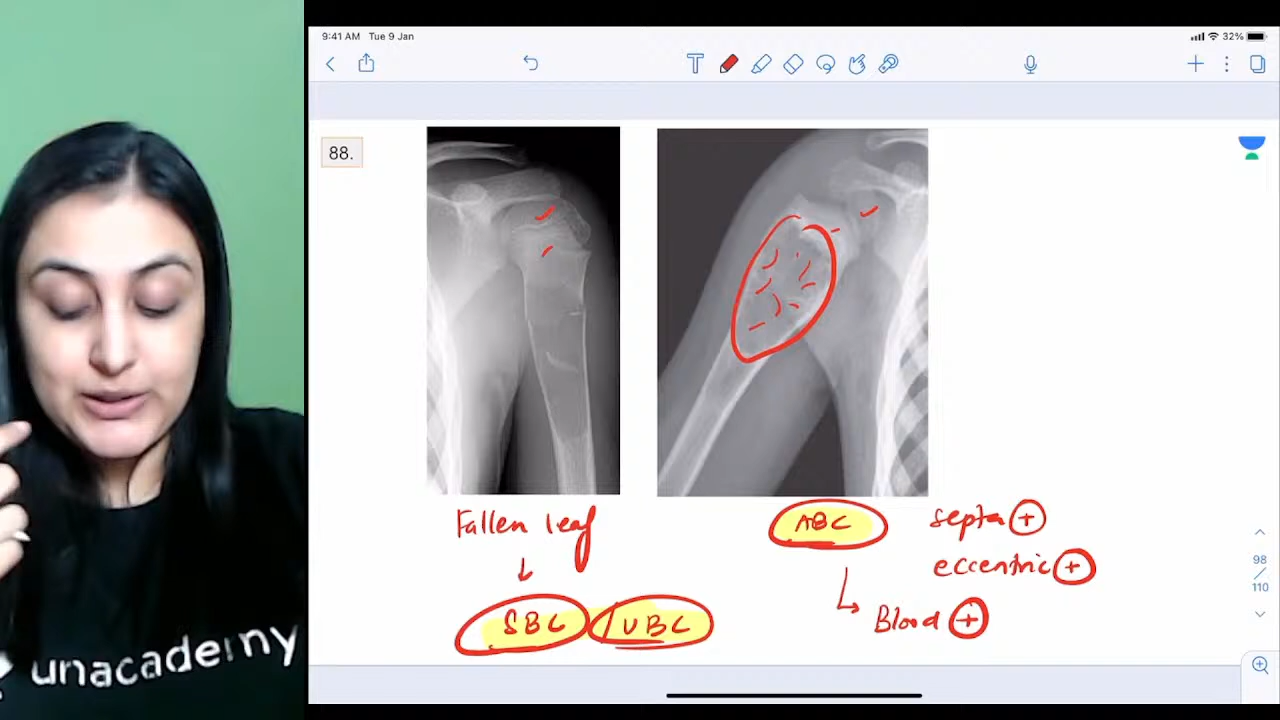 9:41 AM Tue 9 Jan
32%
T
88.
Fallen leaf
SBC / UBC
ABC
septa +
eccentric +
Blood +
98
/
110
unacademy